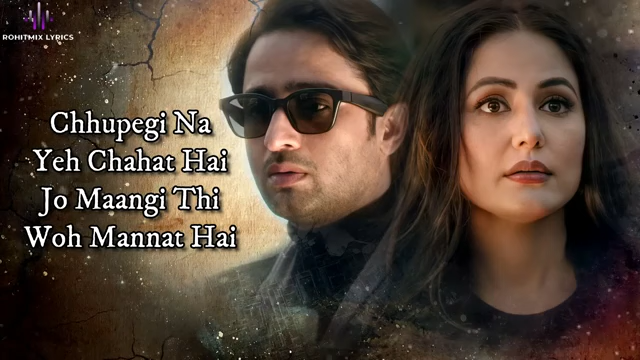 ROHITMIX LYRICS
Chhupegi Na
Yeh Chahat Hai
Jo Maangi Thi
Woh Mannat Hai